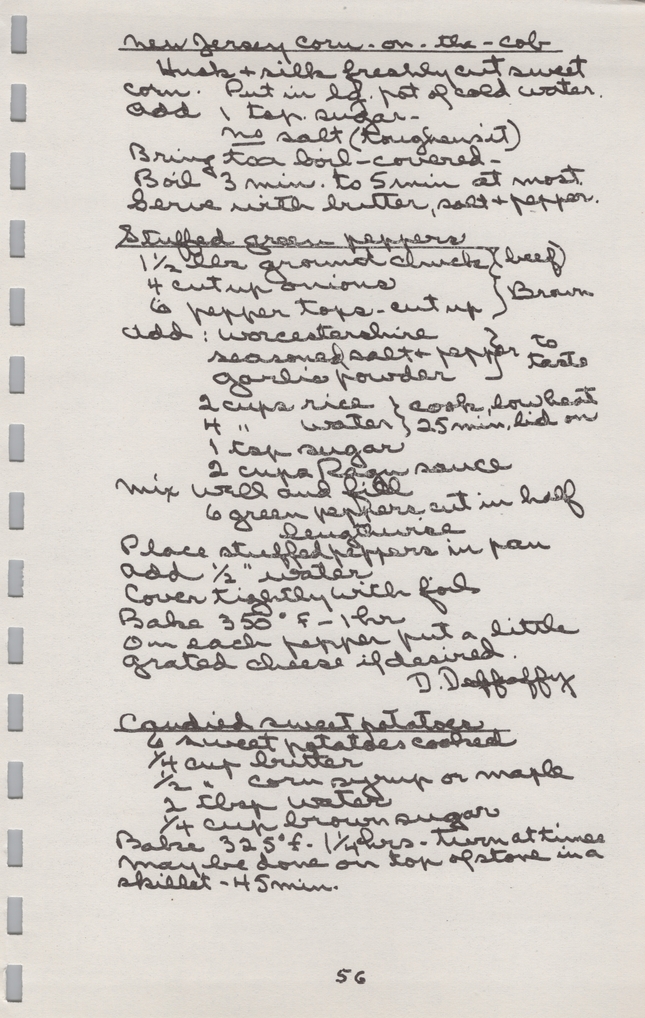 New Jersey corn-on-the-cob
Husk + silk freshly cut sweet
corn. Put in lg. pot of cold water.
add 1 tsp. sugar-
no salt (toughens it)
Bring to a boil-covered-
Boil 3 min. to 5 min at most.
Serve with butter, salt + pepper.
Stuffed green peppers
1 1/2 lbs ground chuck (beef)
4 cut up onions } Brown
6 pepper tops-cut up
add: worcestershire
seasoned salt + pepper } to taste
garlic powder
2 cups rice } cook, low heat
4 " water } 25 min, lid on
1 tsp sugar
2 cups Ragu sauce
mix well and fill
6 green peppers cut in half
lengthwise
Place stuffed peppers in pan
add 1/2" water
Cover tightly with foil
Bake 350° F - 1 hr
on each pepper put a little
grated cheese if desired.
D. Deffaffy
Candied sweet potatoes
6 sweet potatoes cooked
1/4 cup butter
1/2 " corn syrup or maple
2 tbsp water
1/4 cup brown sugar
Bake 325° f - 1 1/4 hrs - turn at times
may be done on top of stove in a
skillet - 45 min.
56